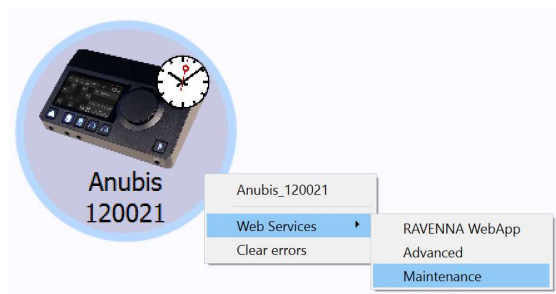 Anubis
120021
Anubis_120021
Web Services
Clear errors
RAVENNA WebApp
Advanced
Maintenance